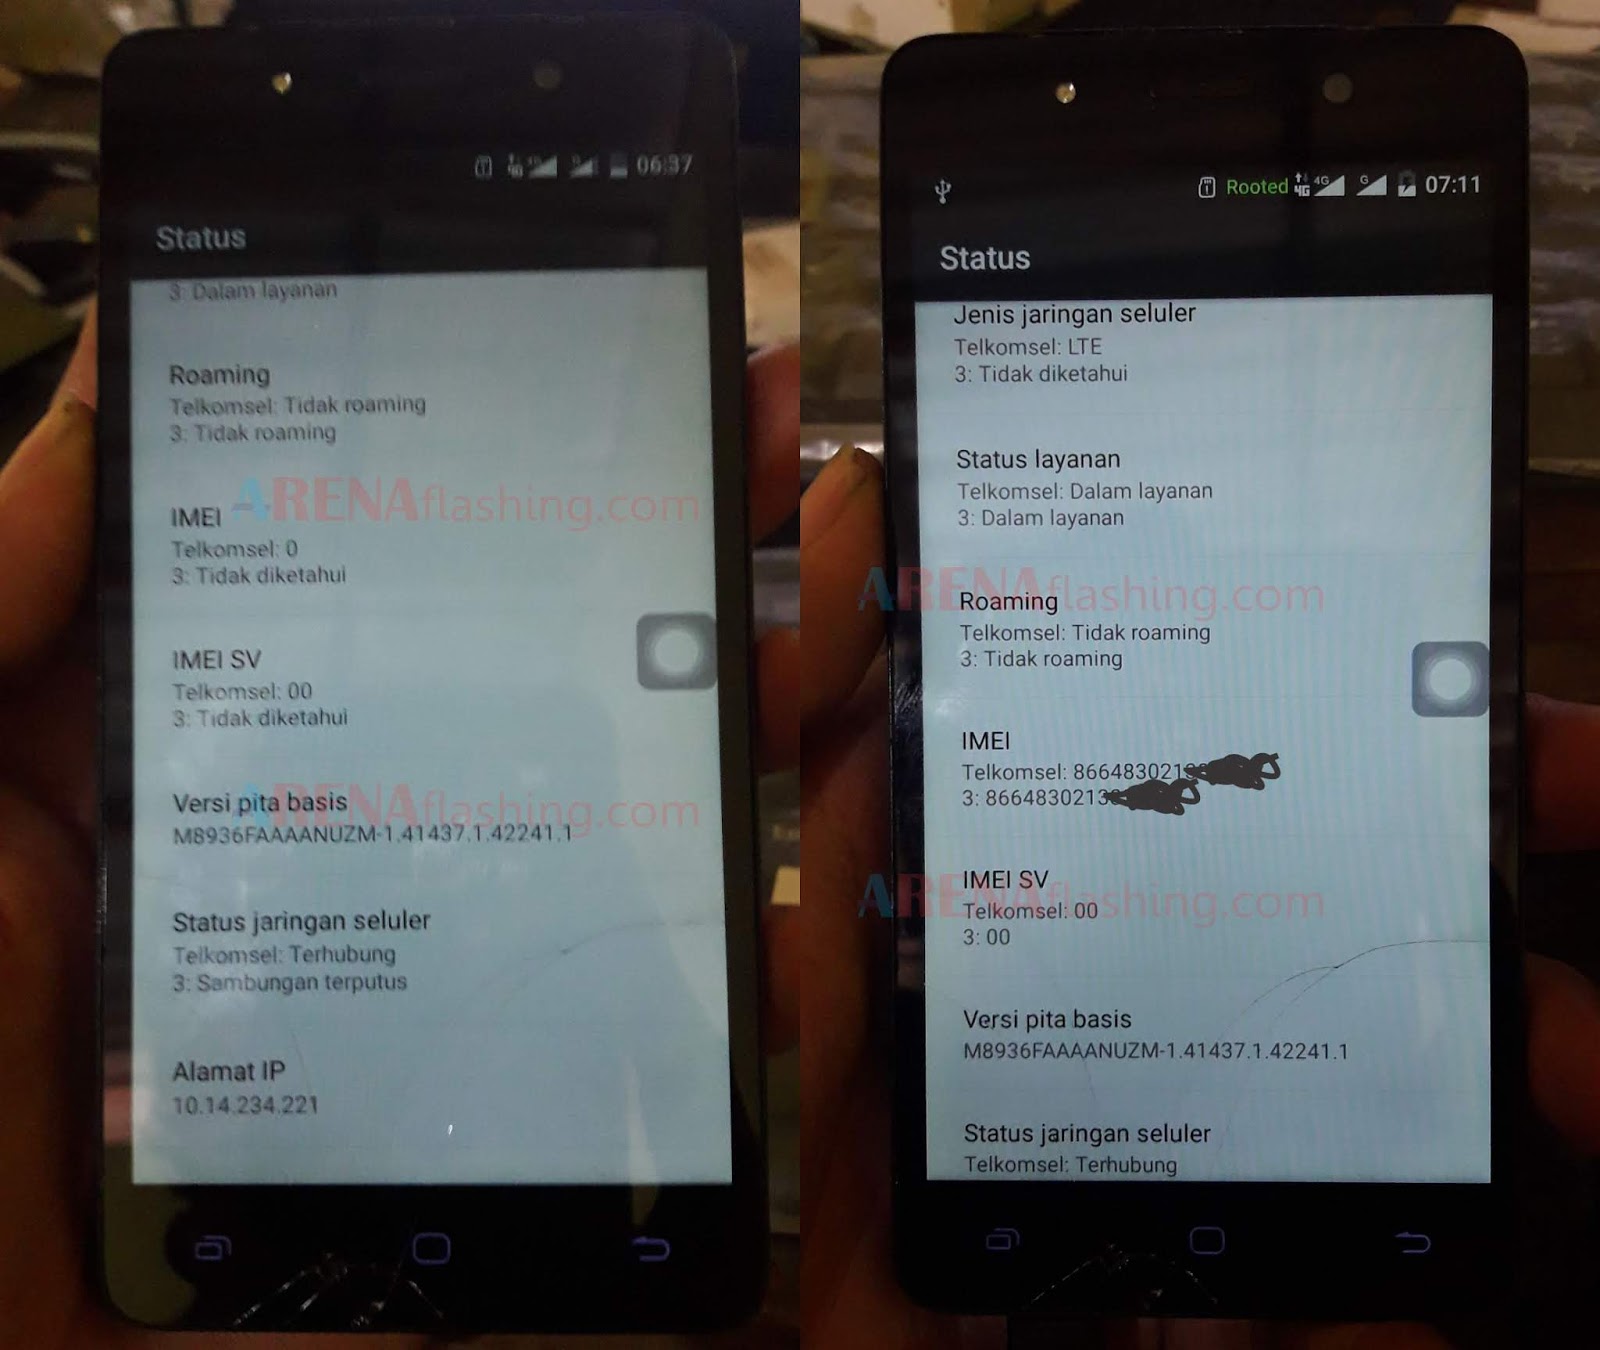 06:37
Status
3: Dalam layanan
Roaming
Telkomsel: Tidak roaming
3: Tidak roaming
ARENAflashing.com
IMEI
Telkomsel: 0
3: Tidak diketahui
IMEI SV
Telkomsel: 00
3: Tidak diketahui
Versi pita basis
ARENAflashing.com
M8936FAAAANUZM-1.41437.1.42241.1
Status jaringan seluler
Telkomsel: Terhubung
3: Sambungan terputus
Alamat IP
10.14.234.221
Rooted 4G 4G G 07:11
Status
Jenis jaringan seluler
Telkomsel: LTE
3: Tidak diketahui
Status layanan
Telkomsel: Dalam layanan
3: Dalam layanan
ARENAflashing.com
Roaming
Telkomsel: Tidak roaming
3: Tidak roaming
IMEI
Telkomsel: 866483021
3: 8664830213
IMEI SV
ARENAflashing.com
Telkomsel: 00
3: 00
Versi pita basis
M8936FAAAANUZM-1.41437.1.42241.1
Status jaringan seluler
Telkomsel: Terhubung